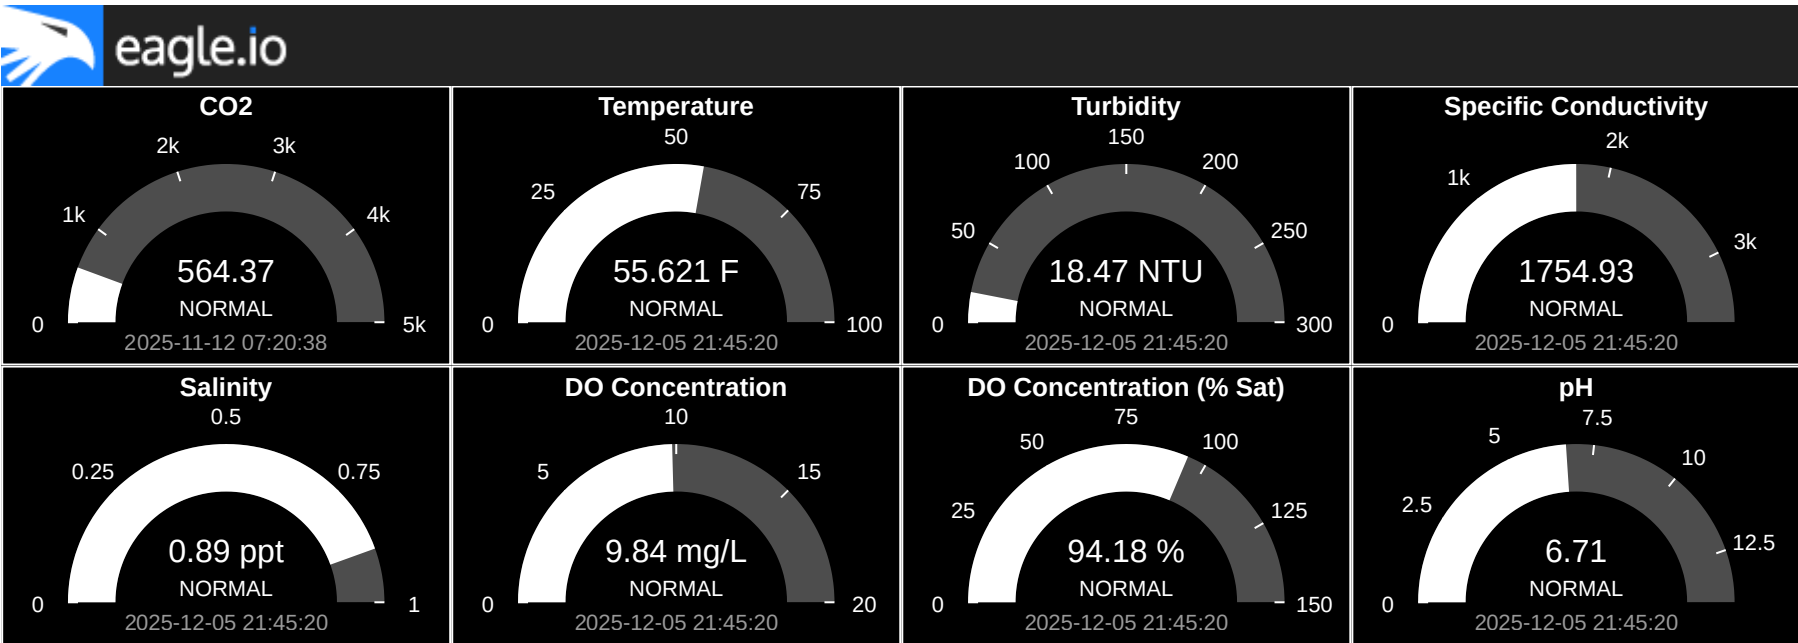 eagle.io
CO2
2k 3k
1k 4k
564.37
NORMAL
0 5k
2025-11-12 07:20:38
Temperature
50
25 75
55.621 F
NORMAL
0 100
2025-12-05 21:45:20
Turbidity
150
100 200
50 250
18.47 NTU
NORMAL
0 300
2025-12-05 21:45:20
Specific Conductivity
2k
1k
3k
1754.93
NORMAL
0
2025-12-05 21:45:20
Salinity
0.5
0.25 0.75
0.89 ppt
NORMAL
0 1
2025-12-05 21:45:20
DO Concentration
10
5 15
9.84 mg/L
NORMAL
0 20
2025-12-05 21:45:20
DO Concentration (% Sat)
75
50 100
25 125
94.18 %
NORMAL
0 150
2025-12-05 21:45:20
pH
7.5
5
10
2.5
12.5
6.71
NORMAL
0
2025-12-05 21:45:20